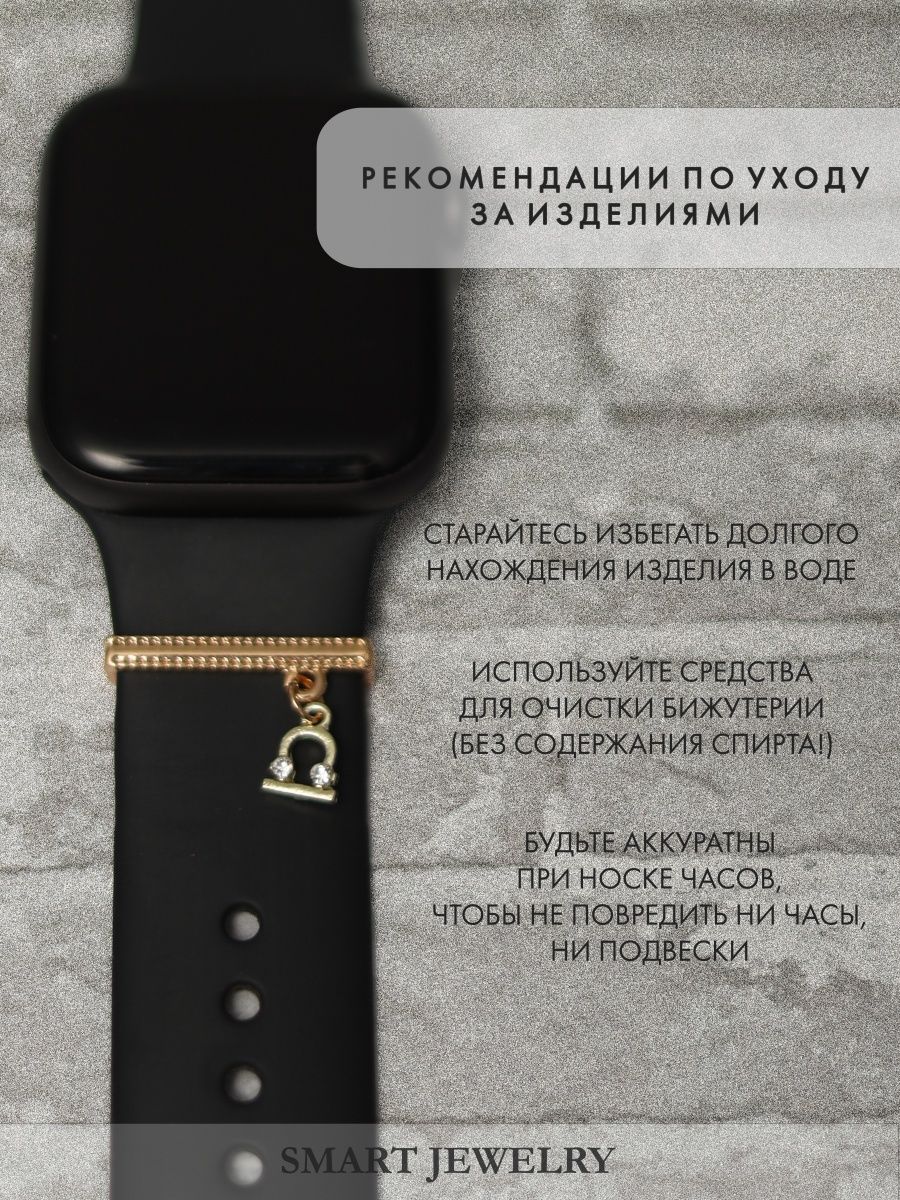 РЕКОМЕНДАЦИИ ПО УХОДУ
ЗА ИЗДЕЛИЯМИ
СТАРАЙТЕСЬ ИЗБЕГАТЬ ДОЛГОГО
НАХОЖДЕНИЯ ИЗДЕЛИЯ В ВОДЕ
ИСПОЛЬЗУЙТЕ СРЕДСТВА
ДЛЯ ОЧИСТКИ БИЖУТЕРИИ
(БЕЗ СОДЕРЖАНИЯ СПИРТА!)
БУДЬТЕ АККУРАТНЫ
ПРИ НОСКЕ ЧАСОВ,
ЧТОБЫ НЕ ПОВРЕДИТЬ НИ ЧАСЫ,
НИ ПОДВЕСКИ
SMART JEWELRY